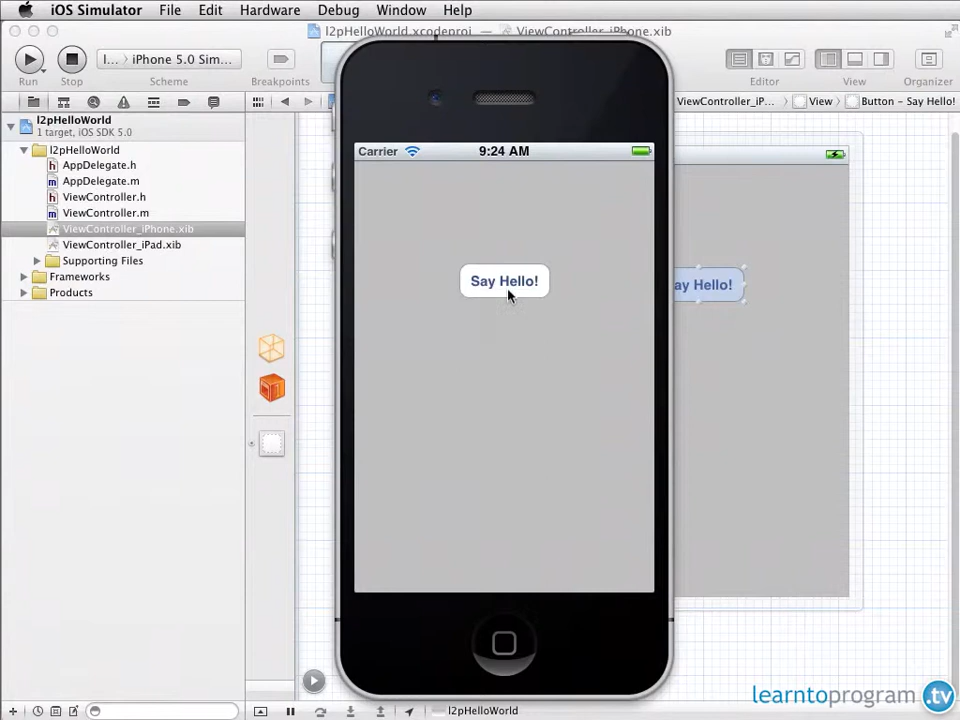 iOS Simulator File Edit Hardware Debug Window Help
l2pHelloWorld.xcodeproj — ViewController_iPhone.xib
I... > iPhone 5.0 Sim...
Run Stop Scheme Breakpoints Editor View Organizer
ViewController_iP... > View > Button - Say Hello!
l2pHelloWorld
1 target, iOS SDK 5.0
l2pHelloWorld
AppDelegate.h
AppDelegate.m
ViewController.h
ViewController.m
ViewController_iPhone.xib
ViewController_iPad.xib
Supporting Files
Frameworks
Products
Carrier 9:24 AM
Say Hello!
ay Hello!
l2pHelloWorld
learntoprogram.tv